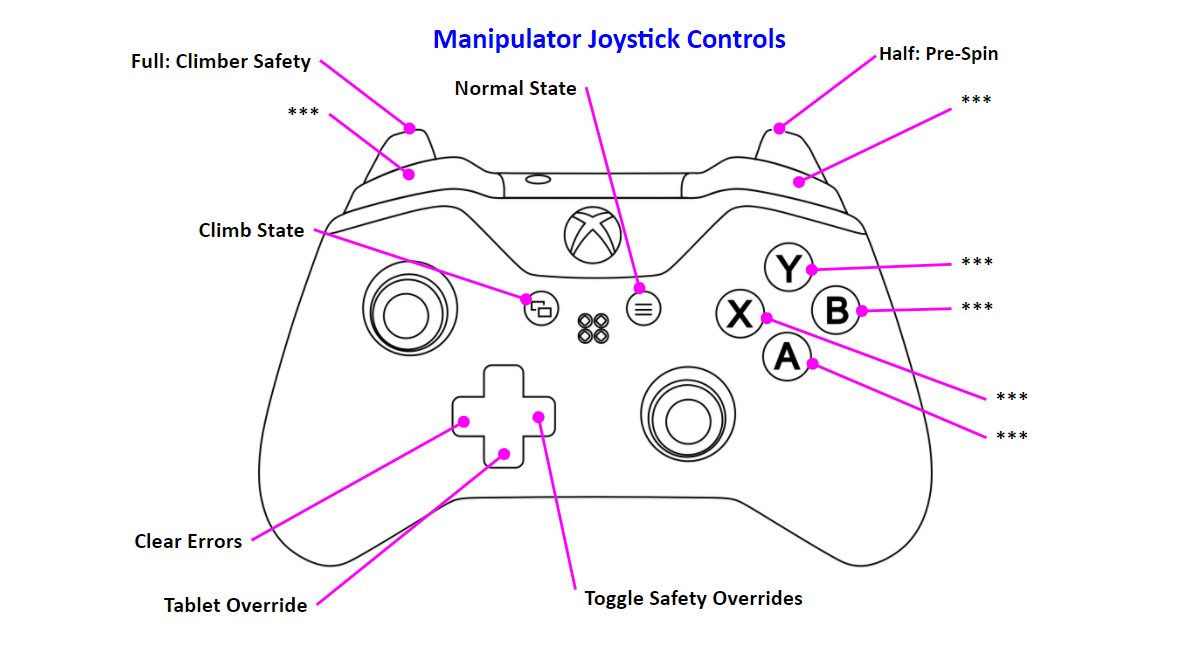 Manipulator Joystick Controls
Full: Climber Safety
Half: Pre-Spin
Normal State
***
***
Climb State
***
Y
***
B
X
A
***
***
Clear Errors
Tablet Override
Toggle Safety Overrides